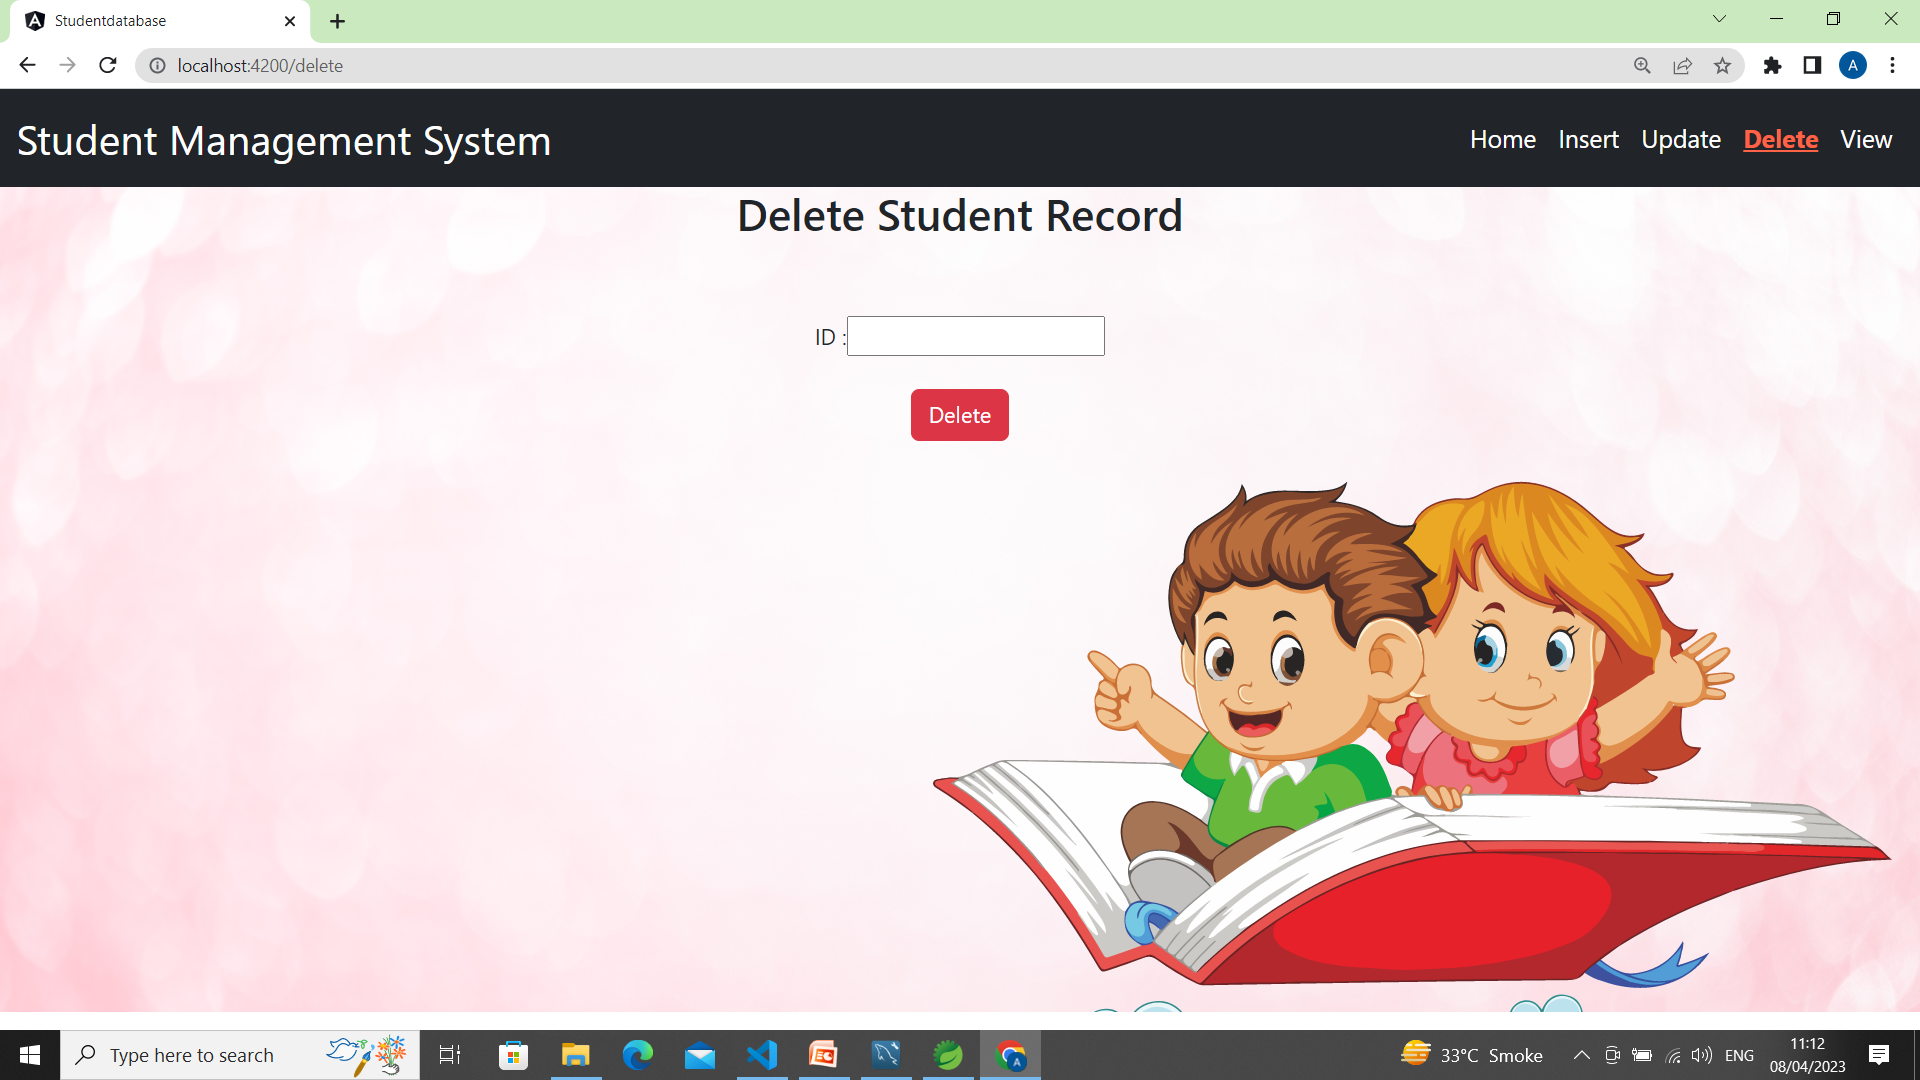 Studentdatabase
localhost:4200/delete
A
Student Management System
Home Insert Update Delete View
Delete Student Record
ID :
Delete
Type here to search
33°C Smoke
ENG
11:12
08/04/2023